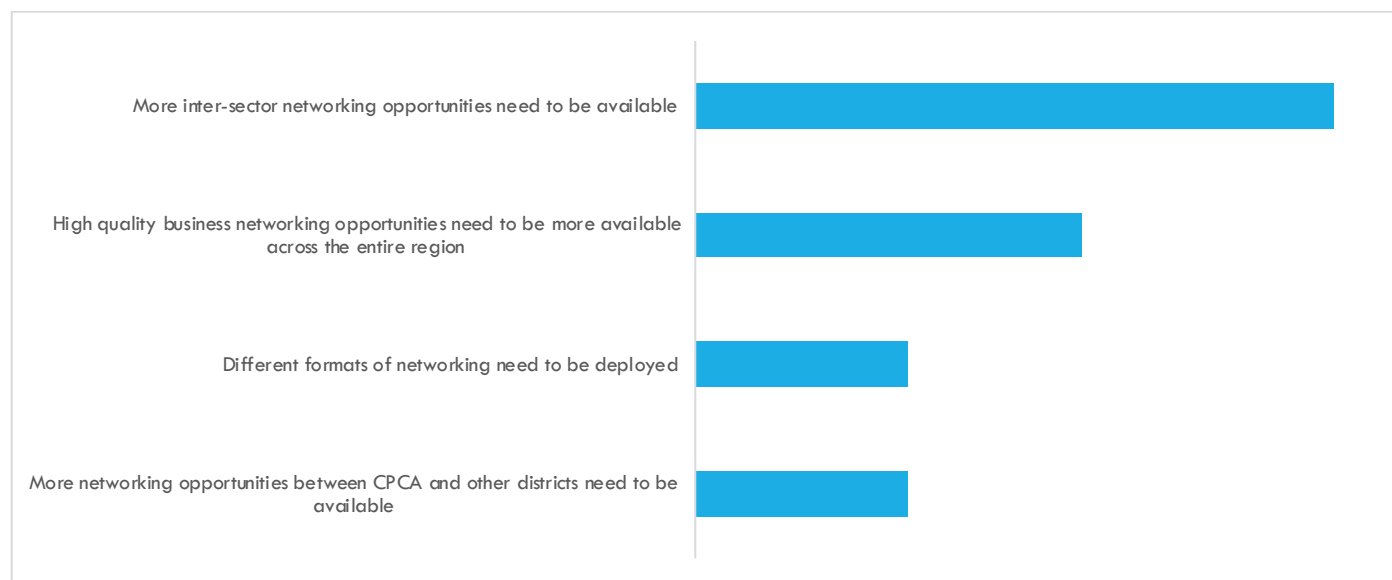 More inter-sector networking opportunities need to be available
High quality business networking opportunities need to be more available
across the entire region
Different formats of networking need to be deployed
More networking opportunities between CPCA and other districts need to be
available